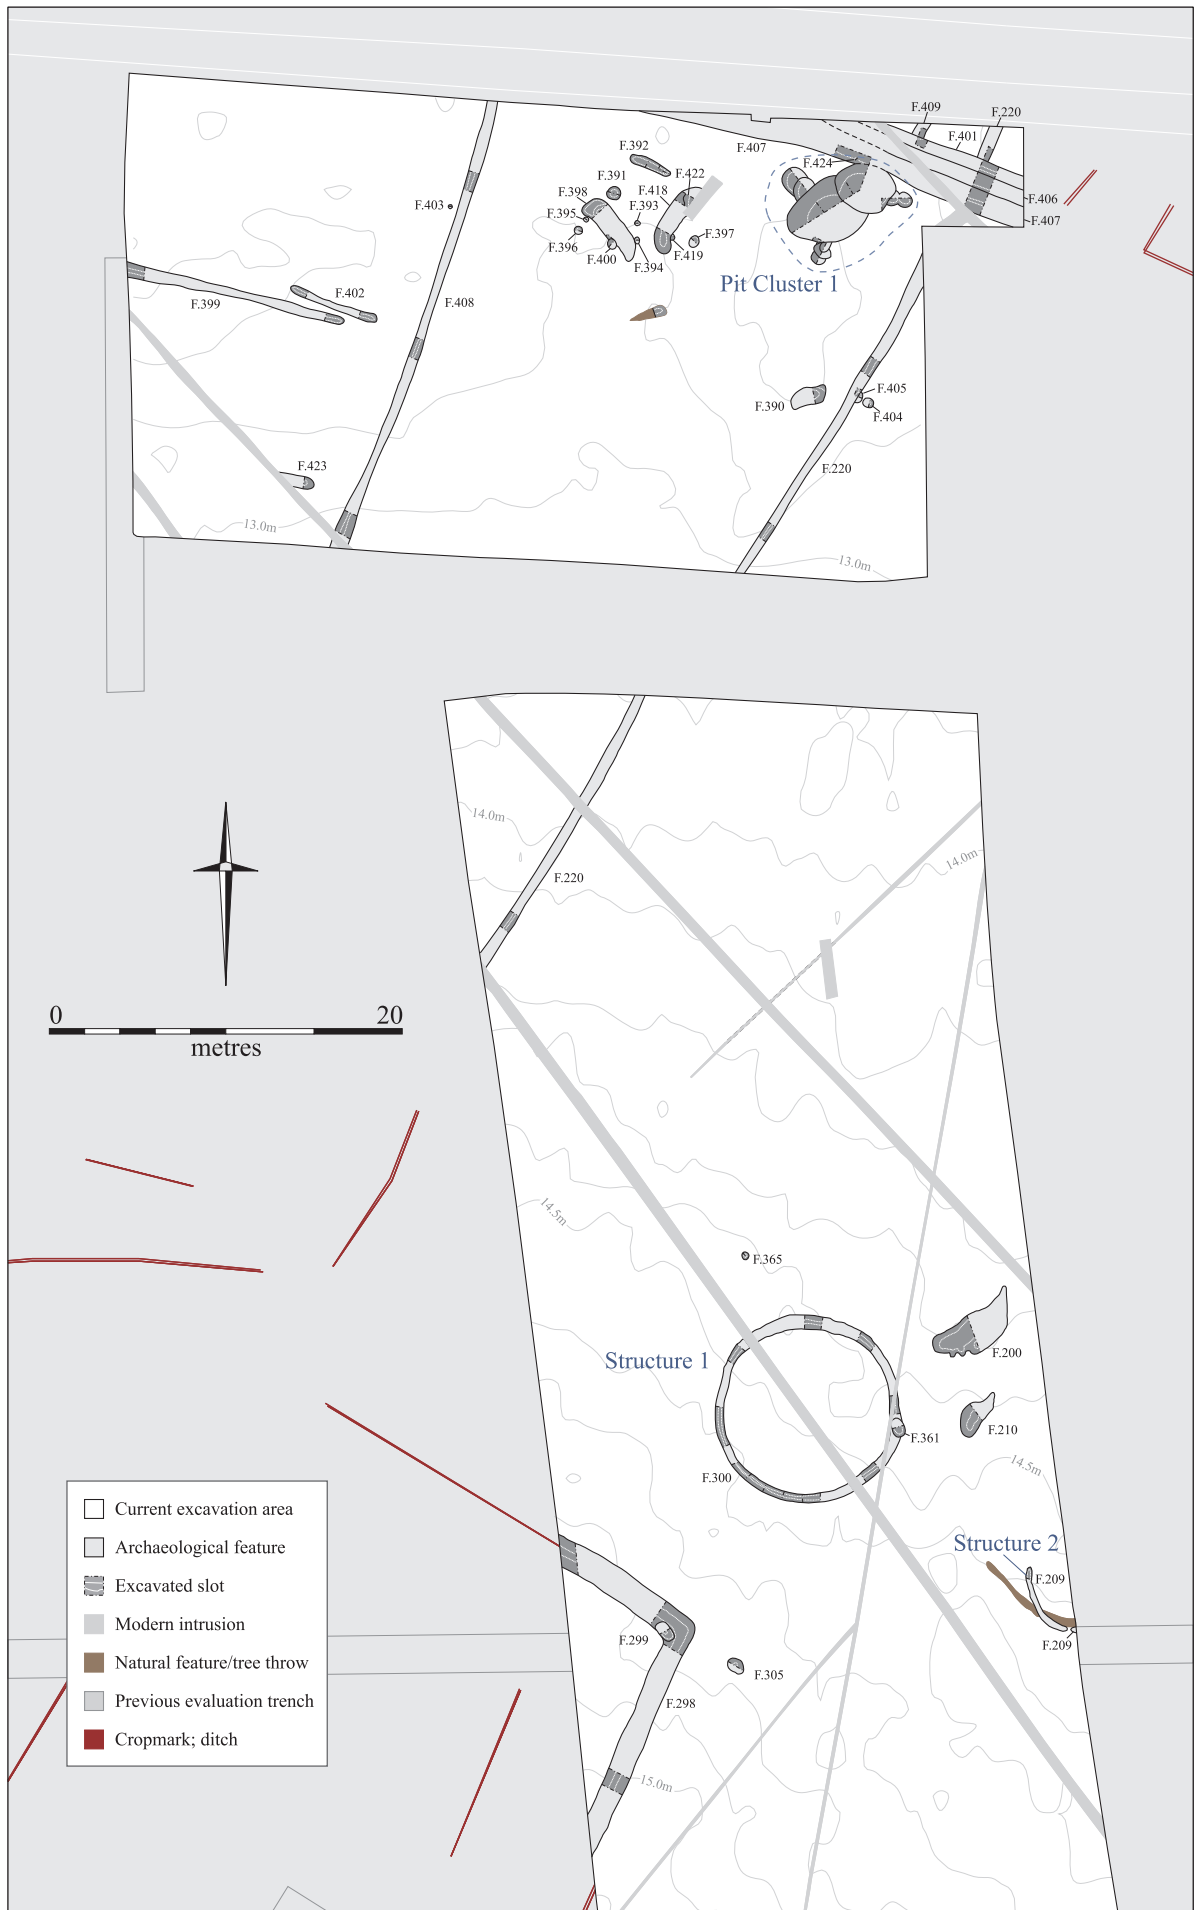 F.409
F.220
F.401
F.392
F.407
F.424
F.391
F.422
F.398
F.418
F.393
F.406
F.403
F.395
F.407
F.396
F.397
F.400
F.394
F.419
Pit Cluster 1
F.402
F.399
F.408
F.405
F.390
F.404
F.423
F.220
13.0m
13.0m
14.0m
14.0m
F.220
0 20
metres
14.5m
F.365
F.200
Structure 1
F.210
F.361
14.5m
F.300
Current excavation area
Structure 2
Archaeological feature
F.209
Excavated slot
Modern intrusion
F.299
F.209
Natural feature/tree throw
F.305
Previous evaluation trench
F.298
Cropmark; ditch
15.0m